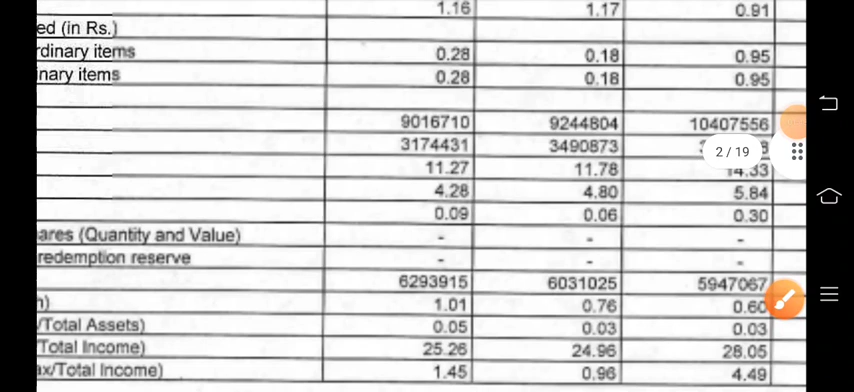 1.16 1.17 0.91
ed (in Rs.)
rdinary items 0.28 0.18 0.95
inary items 0.28 0.18 0.95
9016710 9244804 10407556
3174431 3490873
2 / 19
11.27 11.78 14.33
4.28 4.80 5.84
0.09 0.06 0.30
ares (Quantity and Value) - - -
redemption reserve - - -
6293915 6031025 5947067
h) 1.01 0.76 0.60
/Total Assets) 0.05 0.03 0.03
Total Income) 25.26 24.96 28.05
ax/Total Income) 1.45 0.96 4.49